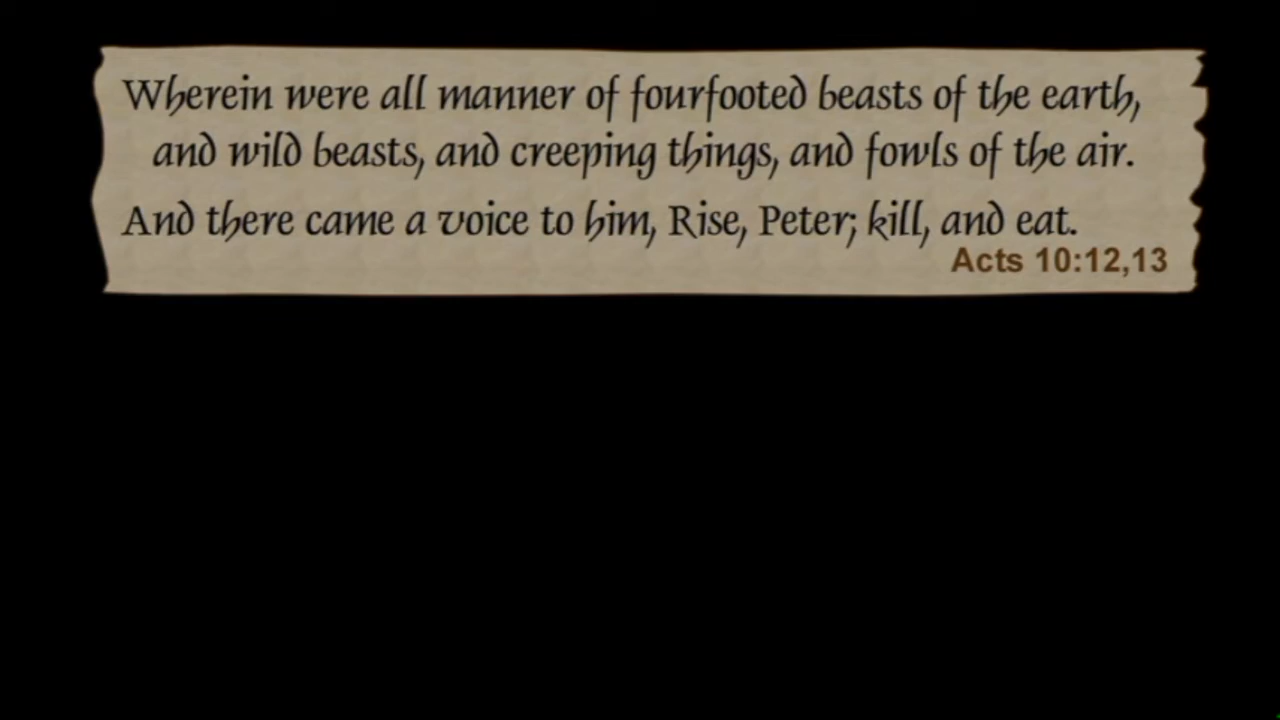 Wherein were all manner of fourfooted beasts of the earth,
and wild beasts, and creeping things, and fowls of the air.
And there came a voice to him, Rise, Peter; kill, and eat.
Acts 10:12,13